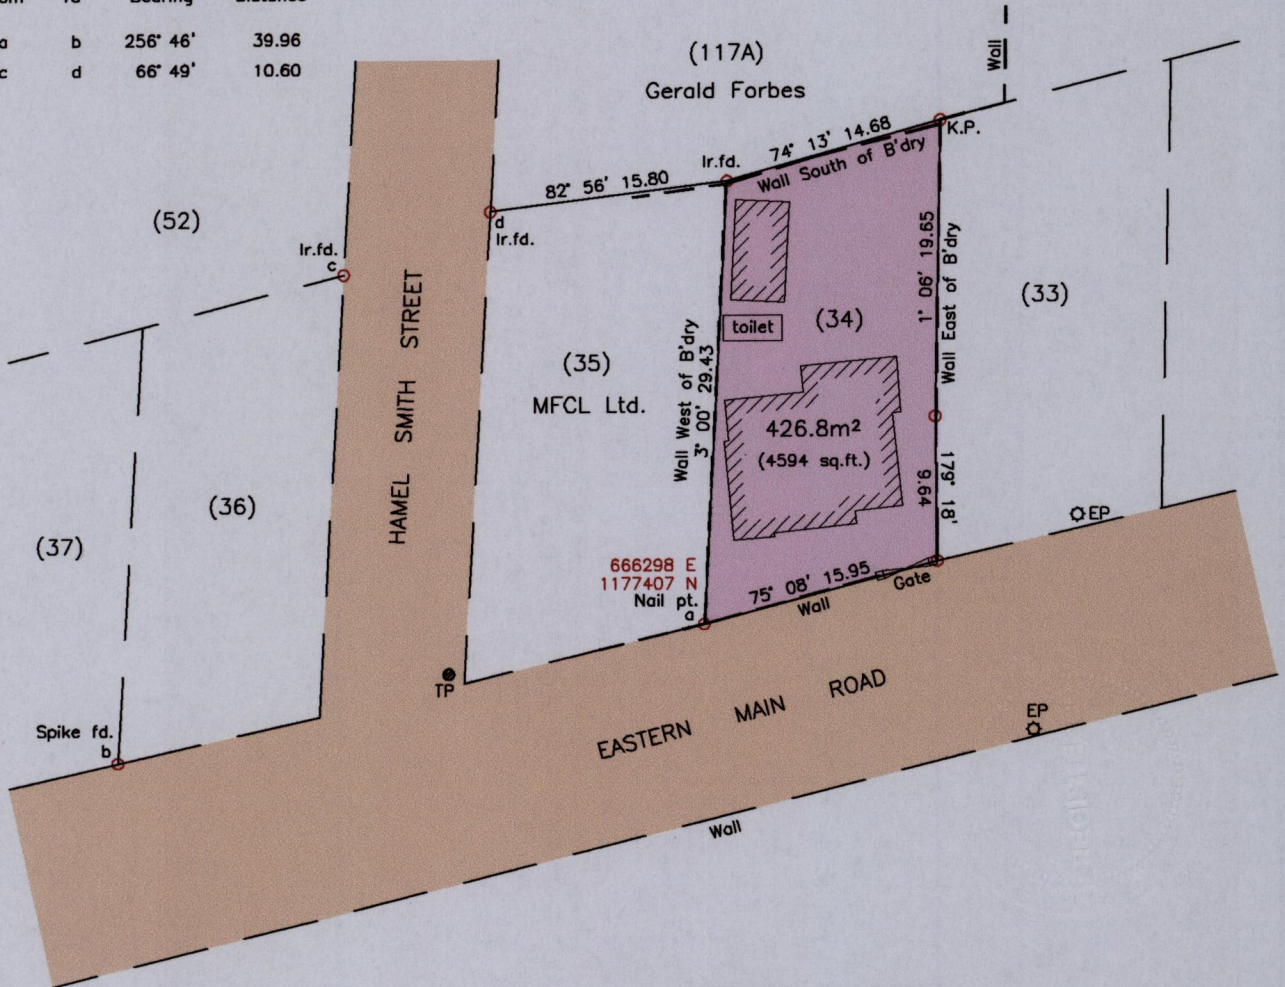 To Bearing Distance
a b 256° 46' 39.96
c d 66° 49' 10.60
(117A)
Gerald Forbes
Wall
K.P.
74° 13' 14.68
Wall South of B'dry
Ir.fd.
82° 56' 15.80
d
Ir.fd.
(52)
Ir.fd.
c
HAMEL SMITH STREET
(35)
MFCL Ltd.
Wall West of B'dry
3° 00' 29.43
toilet
(34)
1° 06' 19.65
Wall East of B'dry
(33)
426.8m²
(4594 sq.ft.)
179° 18'
9.64
(36)
(37)
EP
666298 E
1177407 N
Nail pt.
a
75° 08' 15.95
Wall
Gate
TP
EASTERN MAIN ROAD
EP
Spike fd.
b
Wall